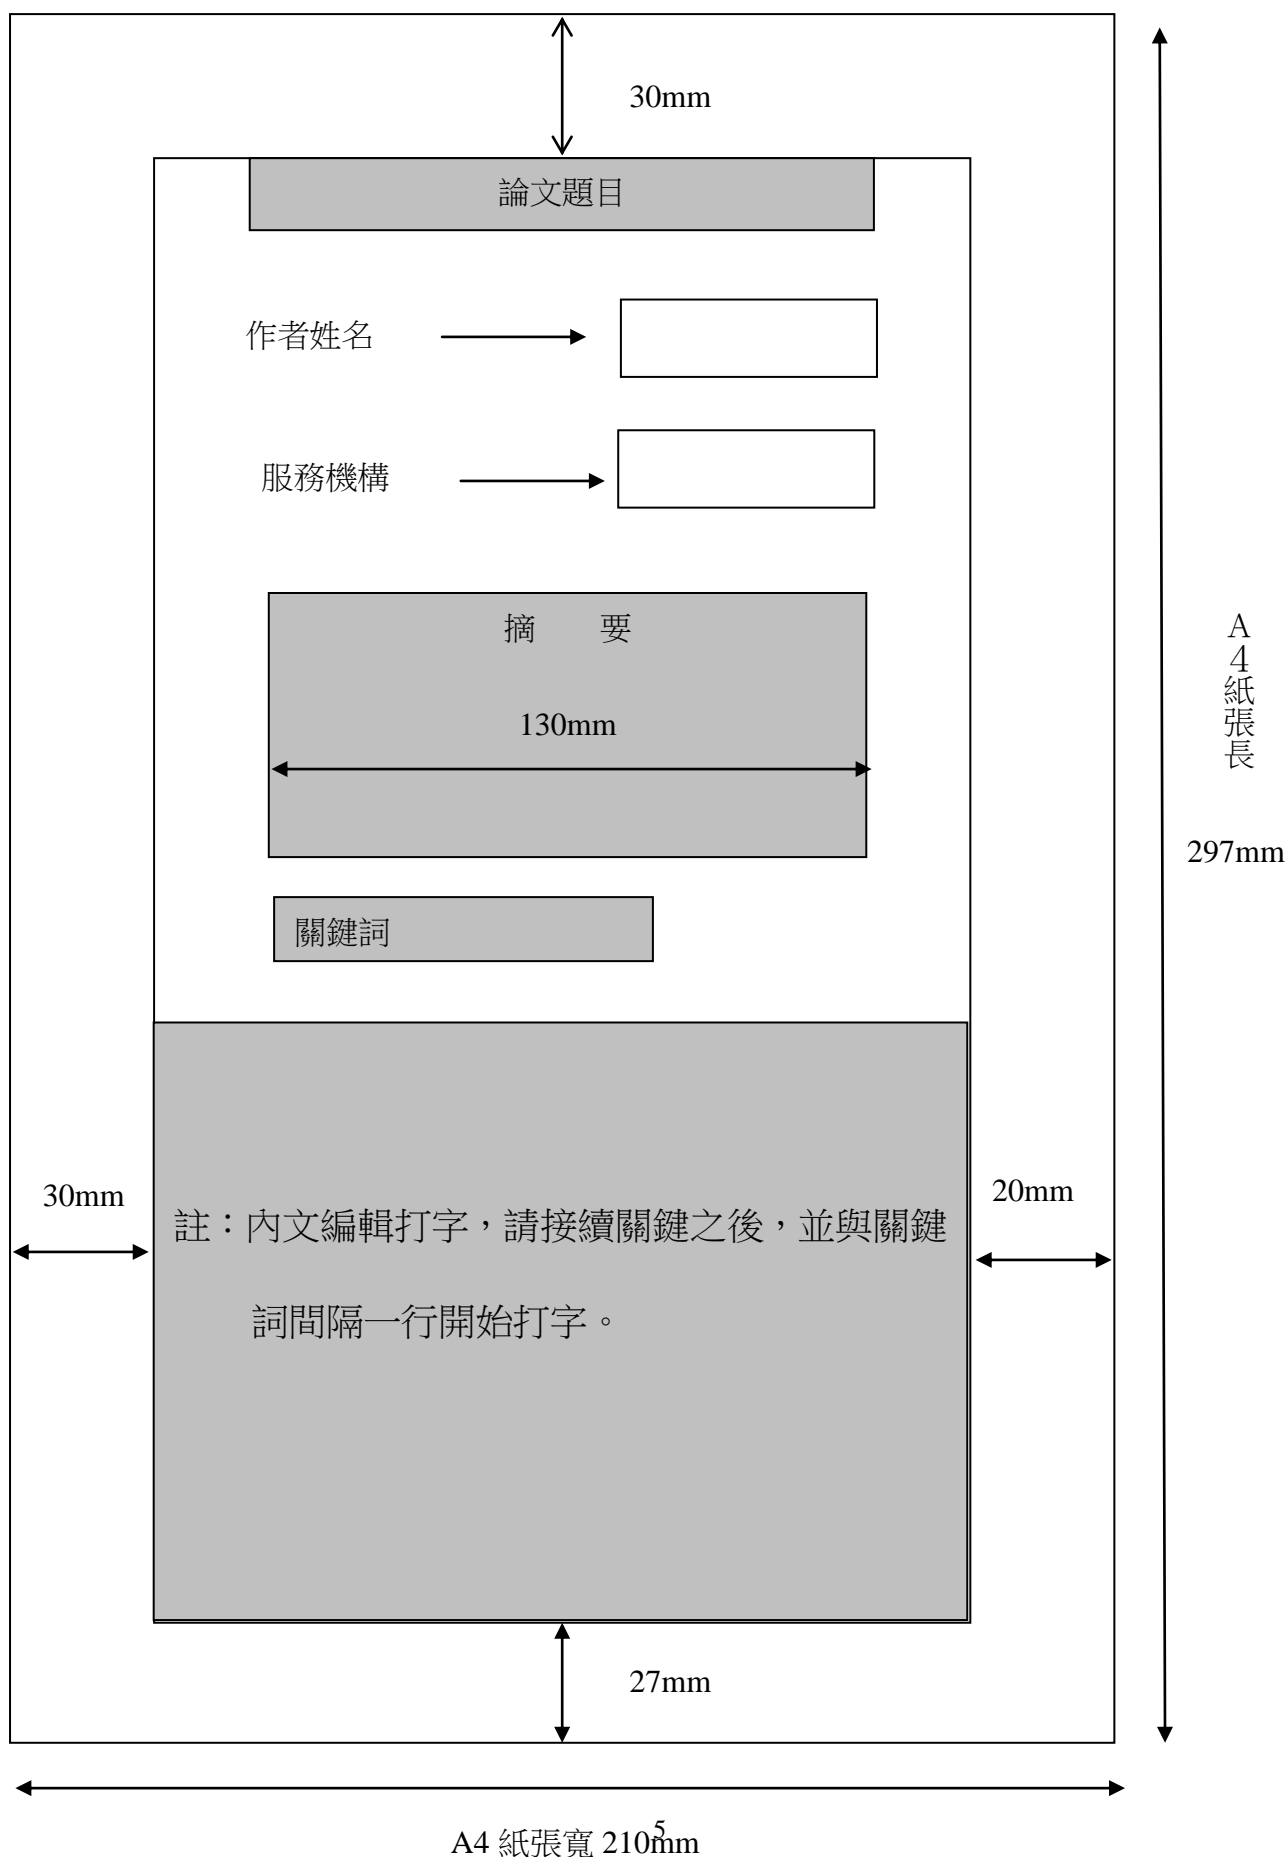 30mm
論文題目
作者姓名
服務機構
摘　　要
130mm
A4紙張長
297mm
關鍵詞
30mm
20mm
註：內文編輯打字，請接續關鍵之後，並與關鍵
詞間隔一行開始打字。
27mm
A4 紙張寬 210mm
5